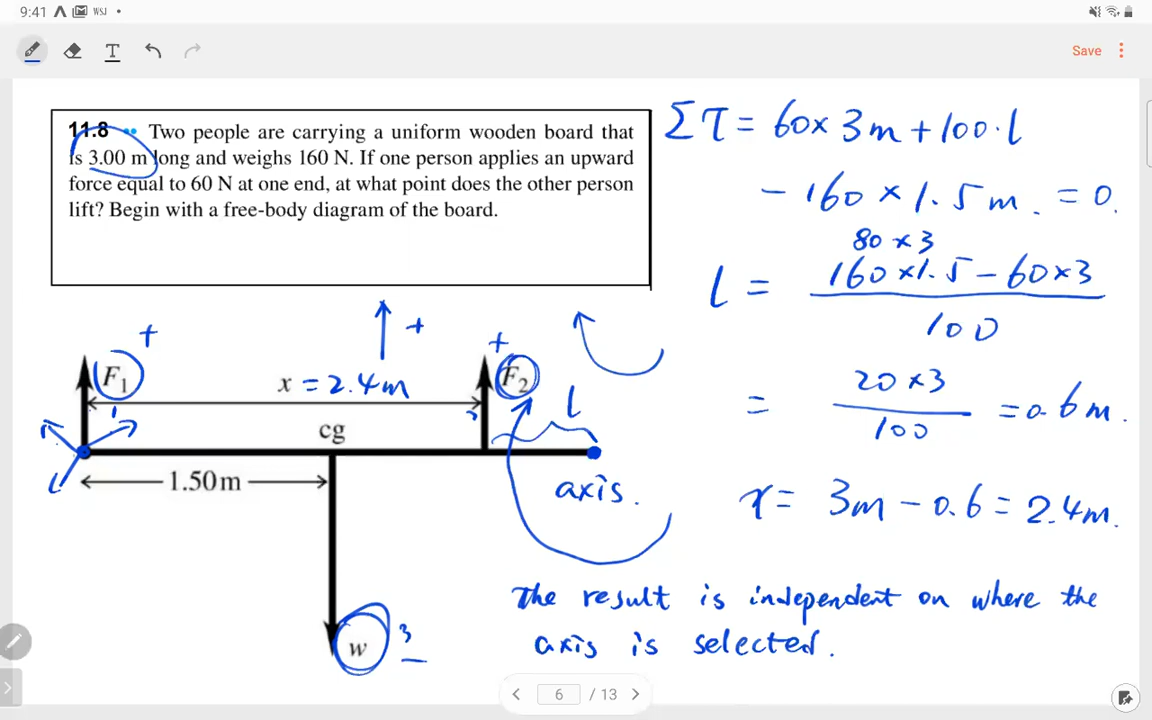 9:41 M WSJ
T Save
11.8 •• Two people are carrying a uniform wooden board that
is 3.00 m long and weighs 160 N. If one person applies an upward
force equal to 60 N at one end, at what point does the other person
lift? Begin with a free-body diagram of the board.
Στ = 60 × 3m + 100·l
− 160 × 1.5 m. = 0.
80 × 3
l = 160 × 1.5 − 60 × 3
100
= 20 × 3 = 0.6 m.
100
x = 3m − 0.6 = 2.4m.
The result is independent on where the
axis is selected.
+ + +
F₁ x = 2.4m F₂ l
cg
1.50 m axis.
w
6 / 13